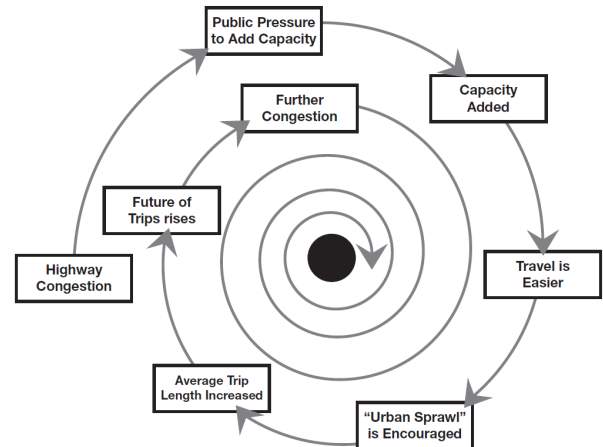 Public Pressure
to Add Capacity
Capacity
Added
Further
Congestion
Future of
Trips rises
Highway
Congestion
Travel is
Easier
Average Trip
Length Increased
“Urban Sprawl”
is Encouraged